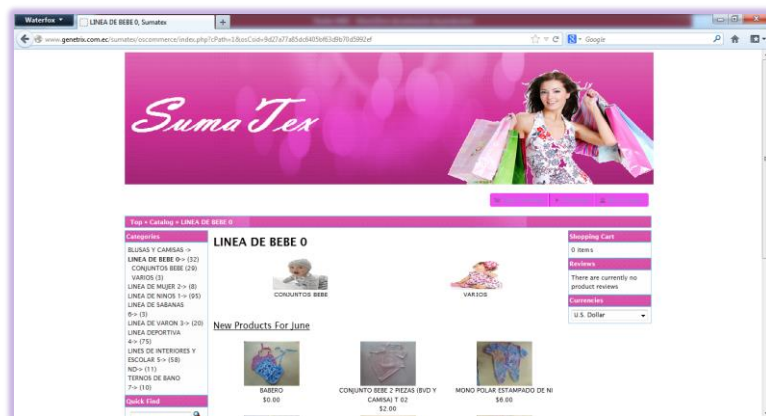 Waterfox
LINEA DE BEBE 0, Sumatex
www.genetrix.com.ec/sumatex/oscommerce/index.php?cPath=1&osCsid=9d27a77a85dc9405bf63d9b70d5992ef
Google
Suma Tex
Top » Catalog » LINEA DE BEBE 0
Categories
BLUSAS Y CAMISAS ->
LINEA DE BEBE 0-> (32)
CONJUNTOS BEBE (29)
VARIOS (3)
LINEA DE MUJER 2-> (8)
LINEA DE NINOS 1-> (95)
LINEA DE SABANAS
6-> (3)
LINEA DE VARON 3-> (20)
LINEA DEPORTIVA
4-> (75)
LINES DE INTERIORES Y
ESCOLAR 5-> (58)
ND-> (11)
TERNOS DE BANO
7-> (10)
Quick Find
LINEA DE BEBE 0
CONJUNTOS BEBE
VARIOS
New Products For June
BABERO
$0.00
CONJUNTO BEBE 2 PIEZAS (BVD Y
CAMISA) T 02
$2.00
MONO POLAR ESTAMPADO DE NI
$6.00
Shopping Cart
0 items
Reviews
There are currently no
product reviews
Currencies
U.S. Dollar